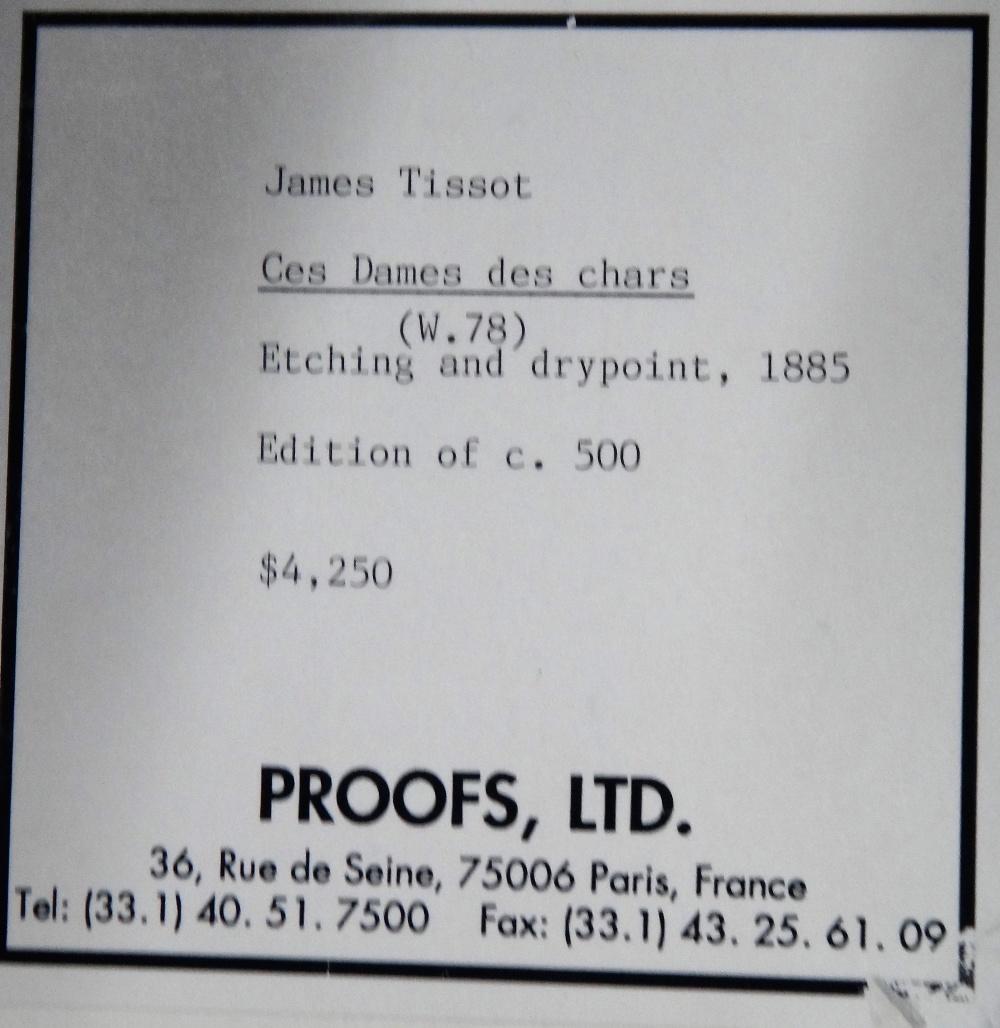 James Tissot
Ces Dames des chars
(W.78)
Etching and drypoint, 1885
Edition of c. 500
$4,250
PROOFS, LTD.
36, Rue de Seine, 75006 Paris, France
Tel: (33.1) 40. 51. 7500 Fax: (33.1) 43. 25. 61. 09